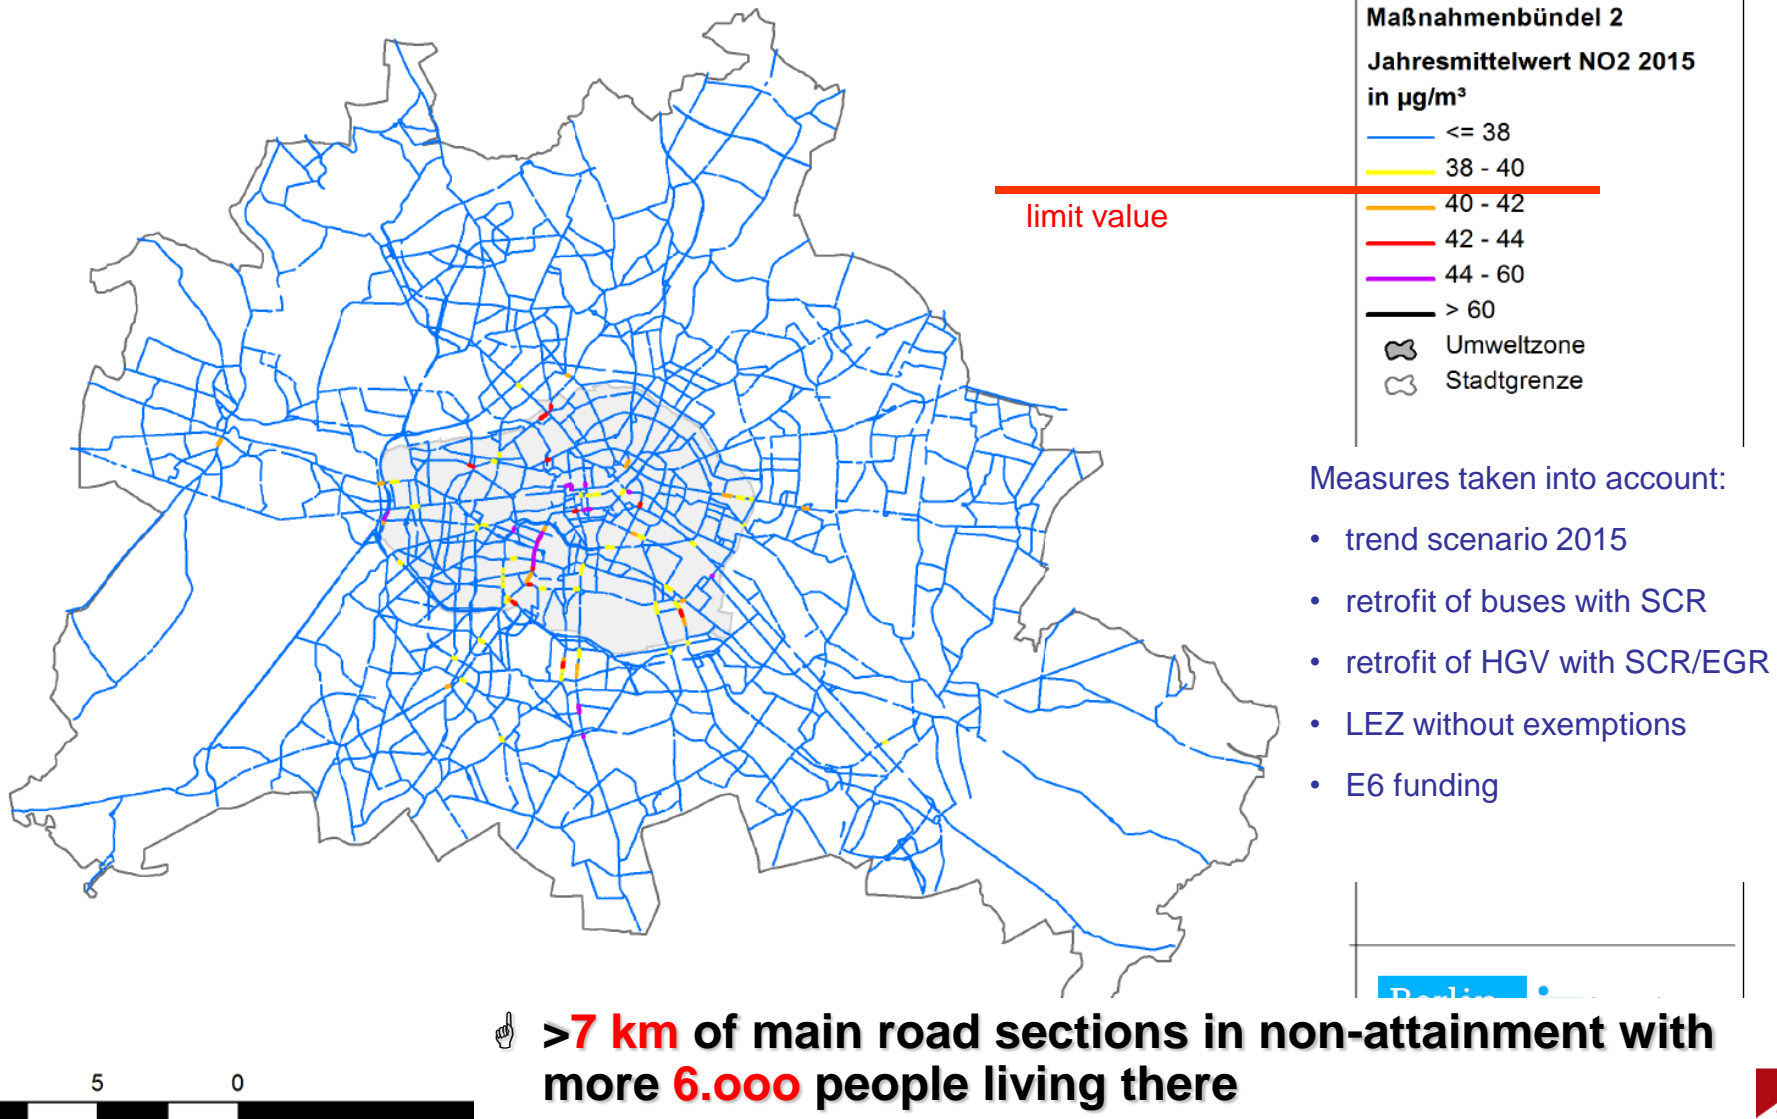 Maßnahmenbündel 2
Jahresmittelwert NO2 2015
in µg/m³
<= 38
38 - 40
limit value
40 - 42
42 - 44
44 - 60
> 60
Umweltzone
Stadtgrenze
Measures taken into account:
• trend scenario 2015
• retrofit of buses with SCR
• retrofit of HGV with SCR/EGR
• LEZ without exemptions
• E6 funding
Berlin
>7 km of main road sections in non-attainment with
more 6.ooo people living there
5 0